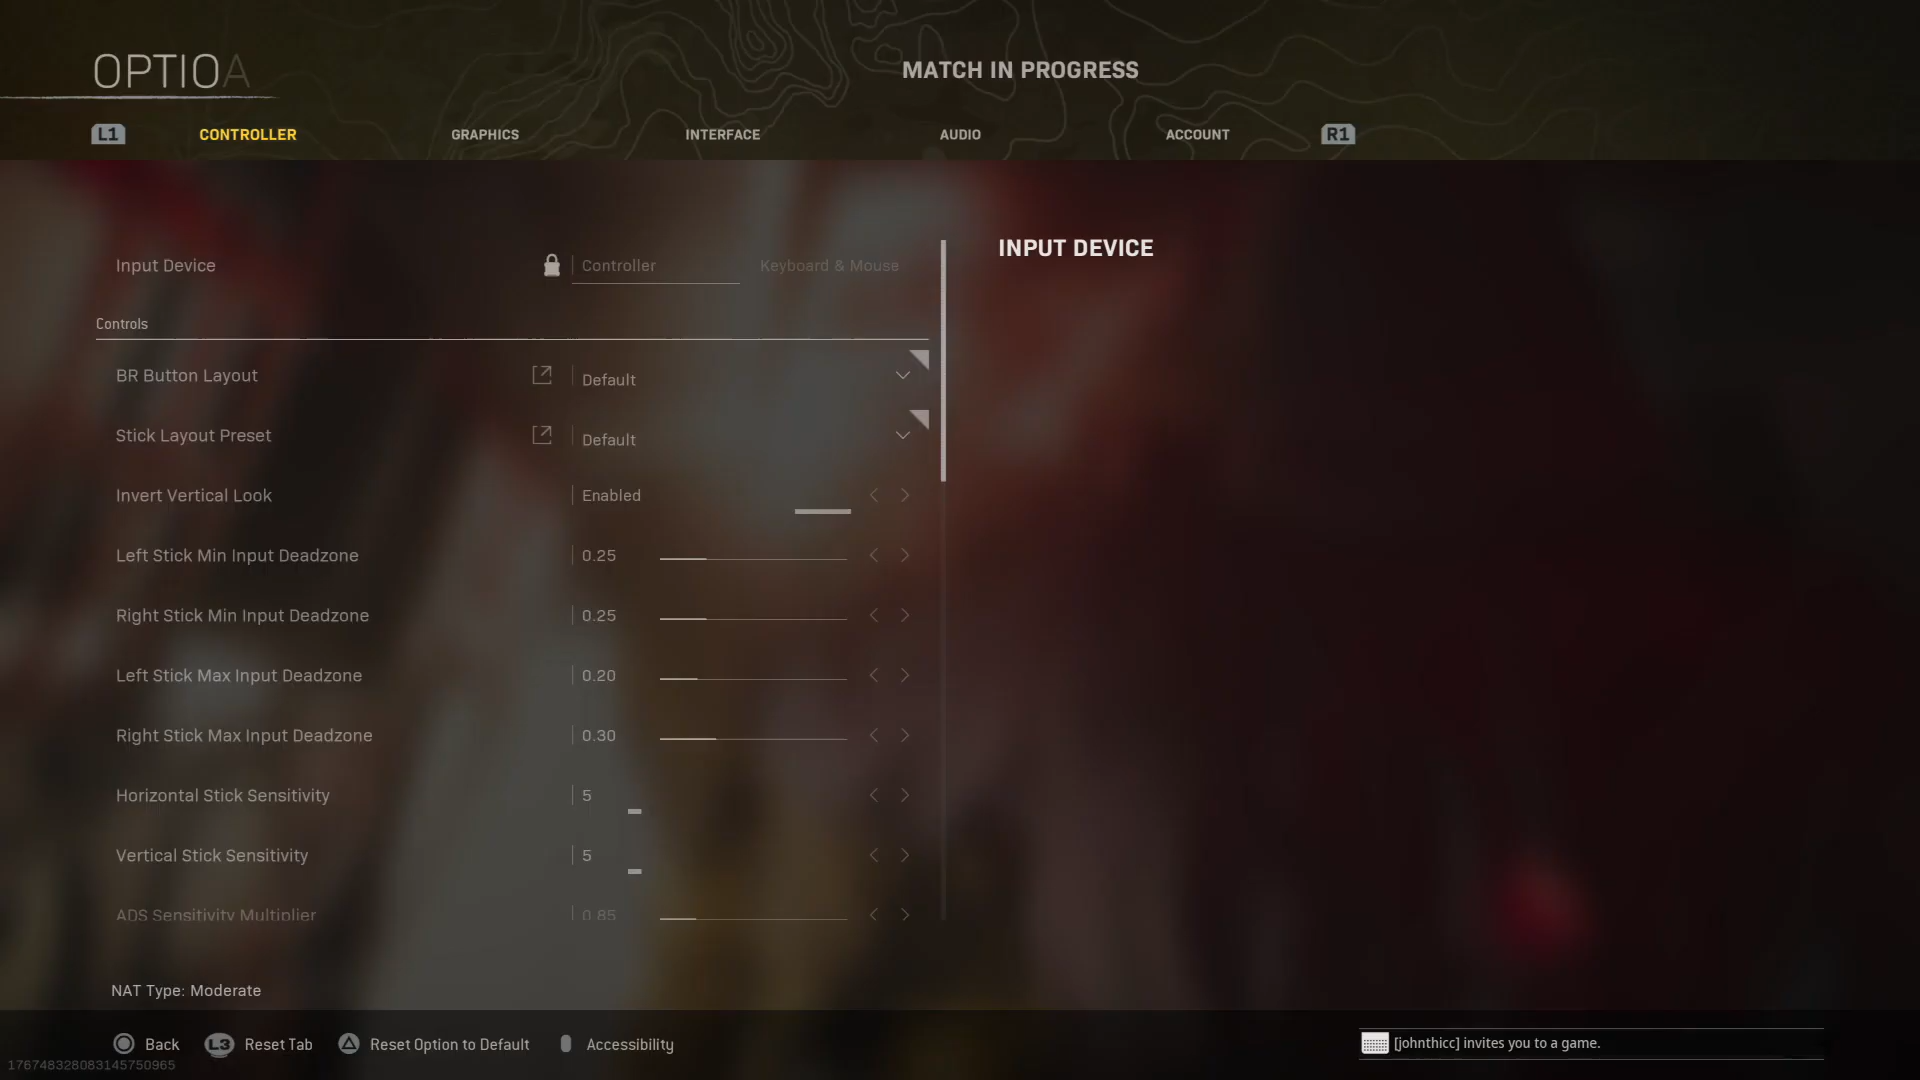 OPTIOA
MATCH IN PROGRESS
L1 CONTROLLER GRAPHICS INTERFACE AUDIO ACCOUNT R1
INPUT DEVICE
Input Device Controller Keyboard & Mouse
Controls
BR Button Layout Default
Stick Layout Preset Default
Invert Vertical Look Enabled
Left Stick Min Input Deadzone 0.25
Right Stick Min Input Deadzone 0.25
Left Stick Max Input Deadzone 0.20
Right Stick Max Input Deadzone 0.30
Horizontal Stick Sensitivity 5
Vertical Stick Sensitivity 5
ADS Sensitivity Multiplier 0.85
NAT Type: Moderate
Back L3 Reset Tab Reset Option to Default Accessibility
[johnthicc] invites you to a game.
176748328083145750965